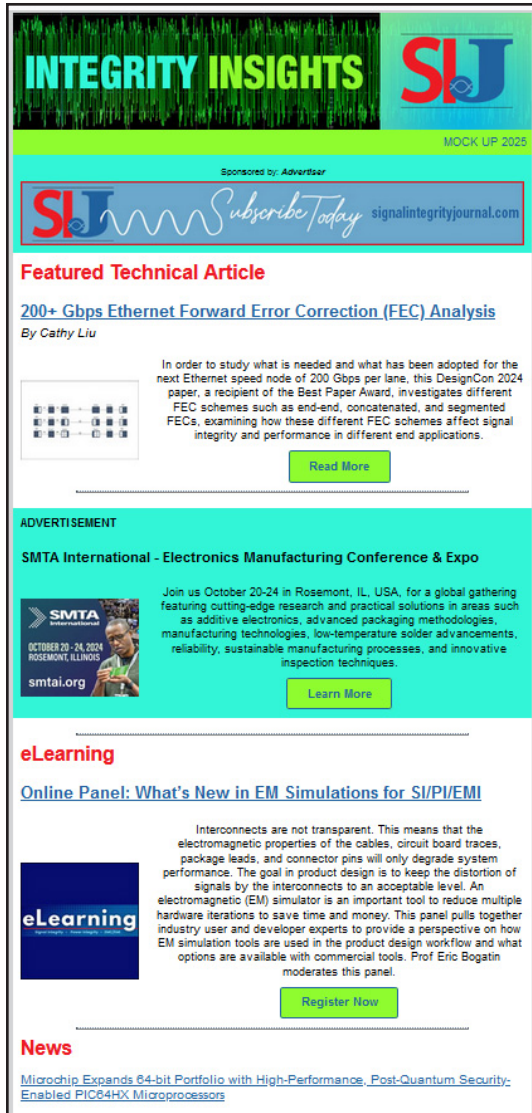 INTEGRITY INSIGHTS
SIJ
MOCK UP 2025
Sponsored by: Advertiser
SIJ Subscribe Today signalintegrityjournal.com
Featured Technical Article
200+ Gbps Ethernet Forward Error Correction (FEC) Analysis
By Cathy Liu
In order to study what is needed and what has been adopted for the
next Ethernet speed node of 200 Gbps per lane, this DesignCon 2024
paper, a recipient of the Best Paper Award, investigates different
FEC schemes such as end-end, concatenated, and segmented
FECs, examining how these different FEC schemes affect signal
integrity and performance in different end applications.
Read More
ADVERTISEMENT
SMTA International - Electronics Manufacturing Conference & Expo
SMTA
International
OCTOBER 20 - 24, 2024
ROSEMONT, ILLINOIS
smtai.org
Join us October 20-24 in Rosemont, IL, USA, for a global gathering
featuring cutting-edge research and practical solutions in areas such
as additive electronics, advanced packaging methodologies,
manufacturing technologies, low-temperature solder advancements,
reliability, sustainable manufacturing processes, and innovative
inspection techniques.
Learn More
eLearning
Online Panel: What's New in EM Simulations for SI/PI/EMI
eLearning
Interconnects are not transparent. This means that the
electromagnetic properties of the cables, circuit board traces,
package leads, and connector pins will only degrade system
performance. The goal in product design is to keep the distortion of
signals by the interconnects to an acceptable level. An
electromagnetic (EM) simulator is an important tool to reduce multiple
hardware iterations to save time and money. This panel pulls together
industry user and developer experts to provide a perspective on how
EM simulation tools are used in the product design workflow and what
options are available with commercial tools. Prof Eric Bogatin
moderates this panel.
Register Now
News
Microchip Expands 64-bit Portfolio with High-Performance, Post-Quantum Security-
Enabled PIC64HX Microprocessors